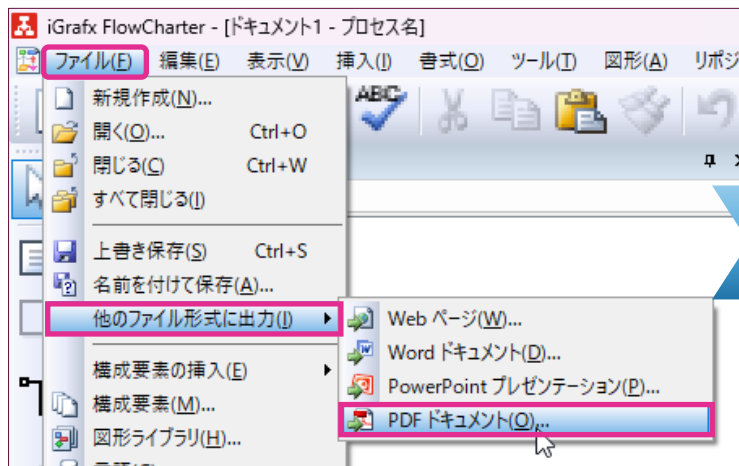 iGrafx FlowCharter - [ドキュメント1 - プロセス名]
ファイル(F) 編集(E) 表示(V) 挿入(I) 書式(O) ツール(T) 図形(A) リポジ
新規作成(N)...
ABC
開く(O)... Ctrl+O
閉じる(C) Ctrl+W
すべて閉じる(l)
上書き保存(S) Ctrl+S
名前を付けて保存(A)...
他のファイル形式に出力(I)
Web ページ(W)...
Word ドキュメント(D)...
PowerPoint プレゼンテーション(P)...
PDF ドキュメント(O)...
構成要素の挿入(E)
構成要素(M)...
図形ライブラリ(H)...